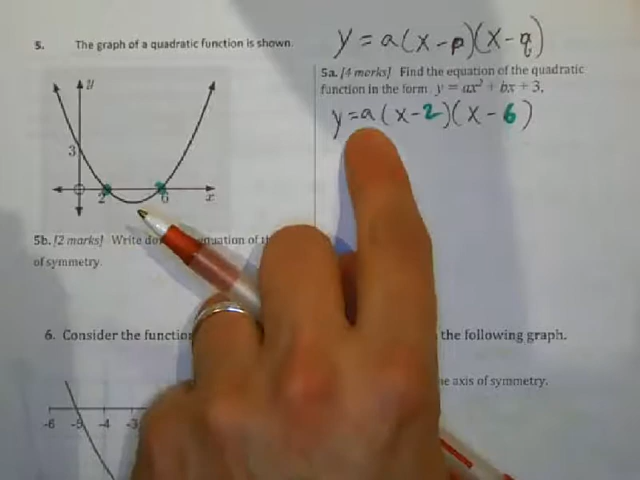 y = a(x-p)(x-q)
5. The graph of a quadratic function is shown.
y
3
2
6
x
5a. [4 marks] Find the equation of the quadratic
function in the form y = ax² + bx + 3.
y = a(x-2)(x-6)
5b. [2 marks] Write equation of
of symmetry.
6. Consider the the following graph.
axis of symmetry.
-6 -5 -4 -3